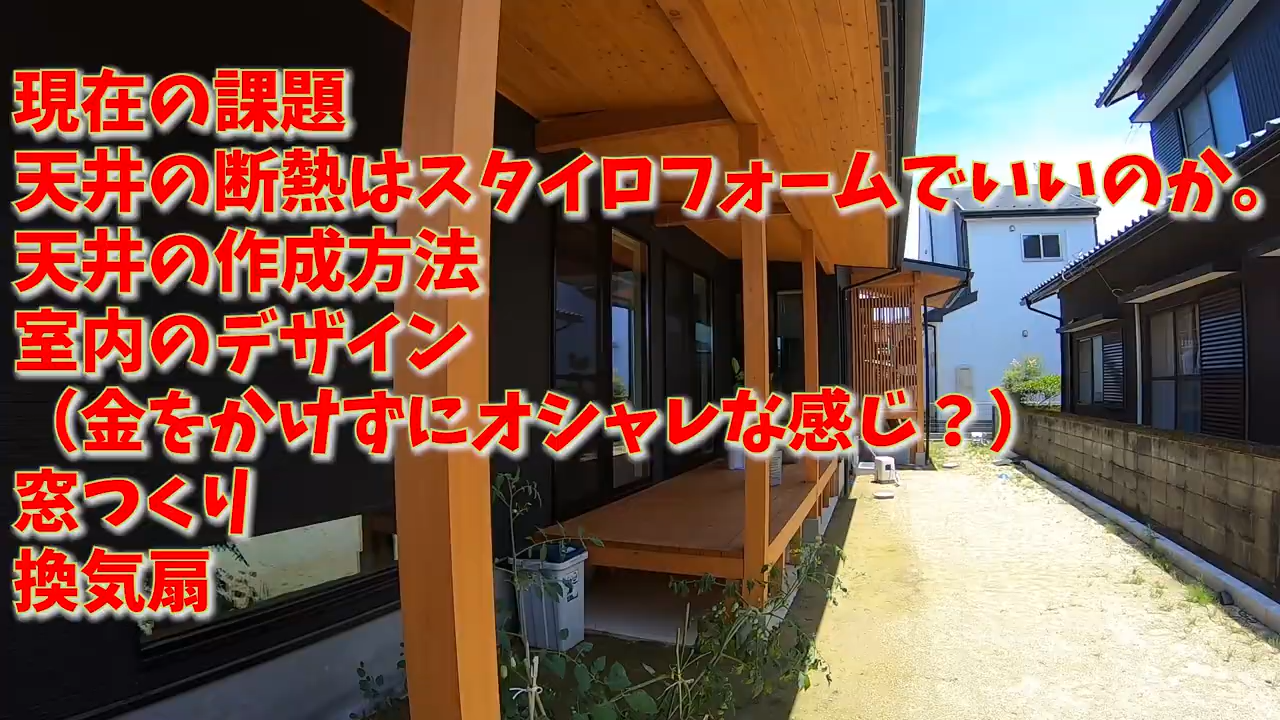 現在の課題
天井の断熱はスタイロフォームでいいのか。
天井の作成方法
室内のデザイン
（金をかけずにオシャレな感じ？）
窓つくり
換気扇